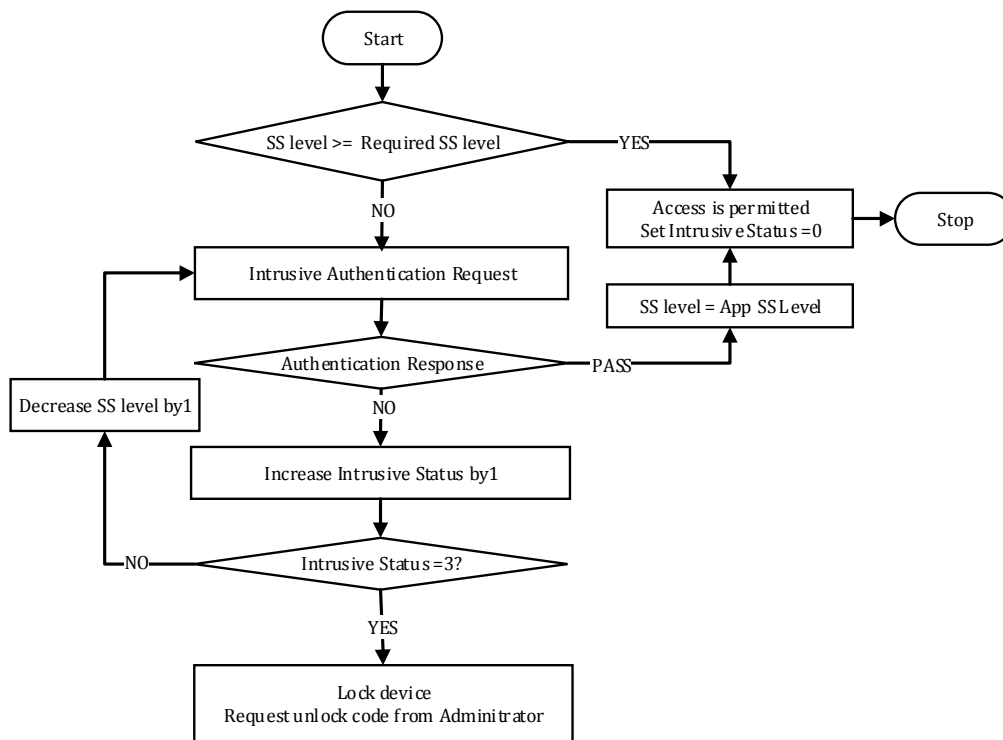 Start
SS level >= Required SS level
YES
NO
Access is permitted
Set Intrusive Status =0
Stop
Intrusive Authentication Request
SS level = App SS Level
Authentication Response
PASS
Decrease SS level by1
NO
Increase Intrusive Status by1
Intrusive Status =3?
NO
YES
Lock device
Request unlock code from Adminitrator